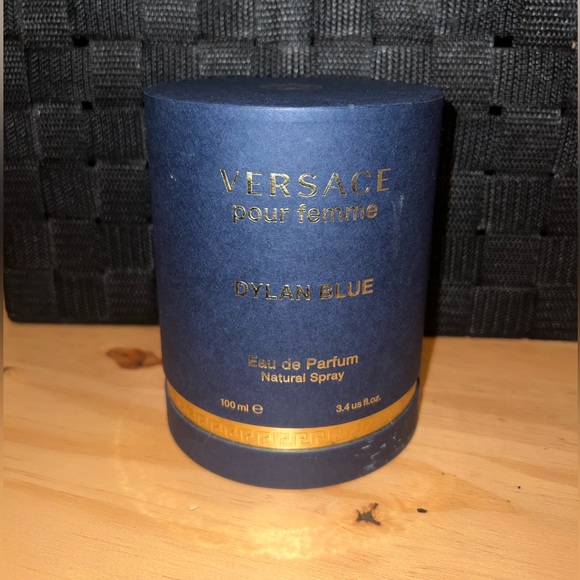 VERSACE
pour femme
DYLAN BLUE
Eau de Parfum
Natural Spray
100 ml ℮ 3.4 us fl.oz.